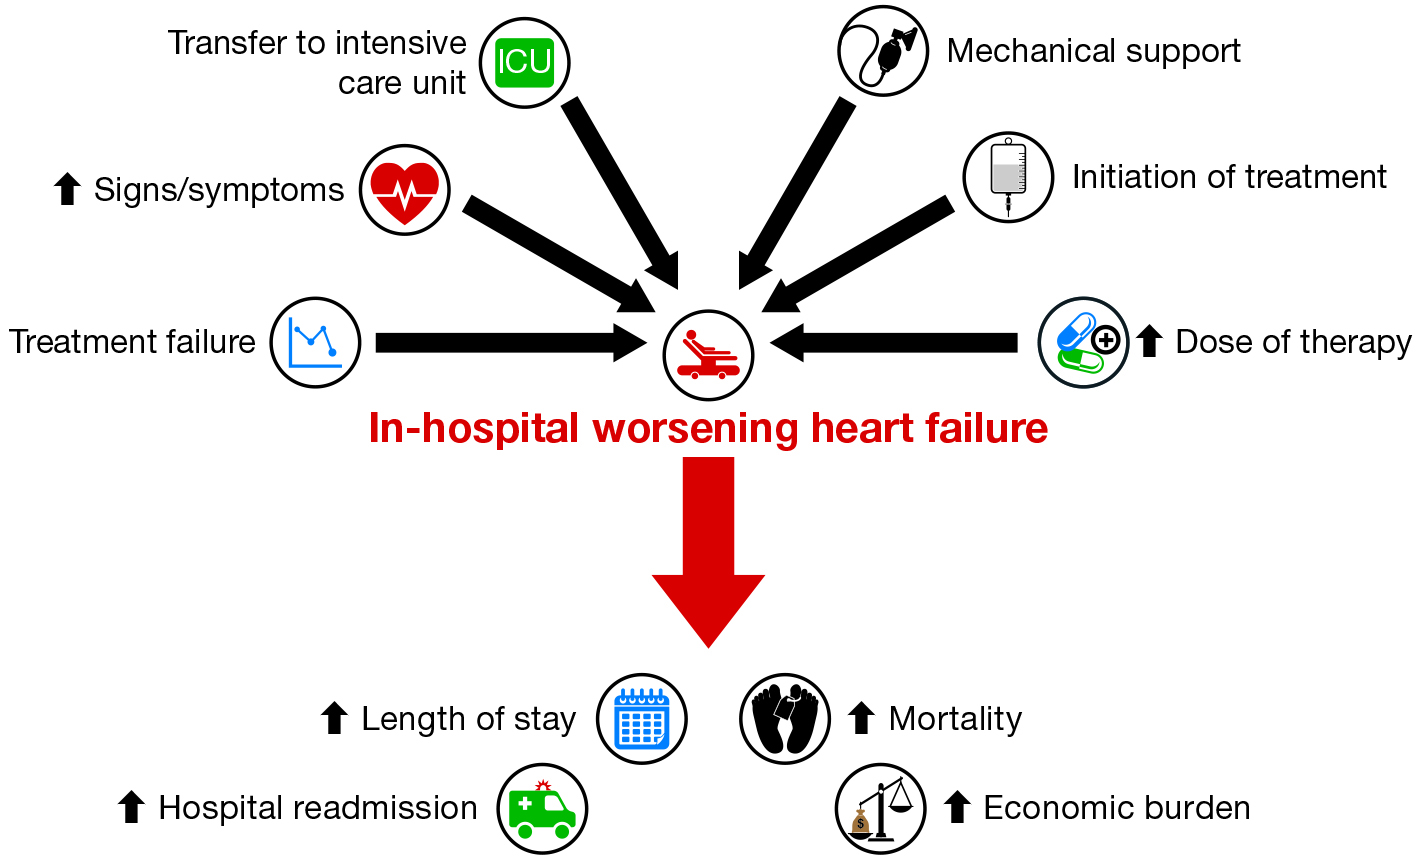 Transfer to intensive
care unit
ICU
Mechanical support
Signs/symptoms
Initiation of treatment
Treatment failure
Dose of therapy
In-hospital worsening heart failure
Length of stay
Mortality
Hospital readmission
$
Economic burden